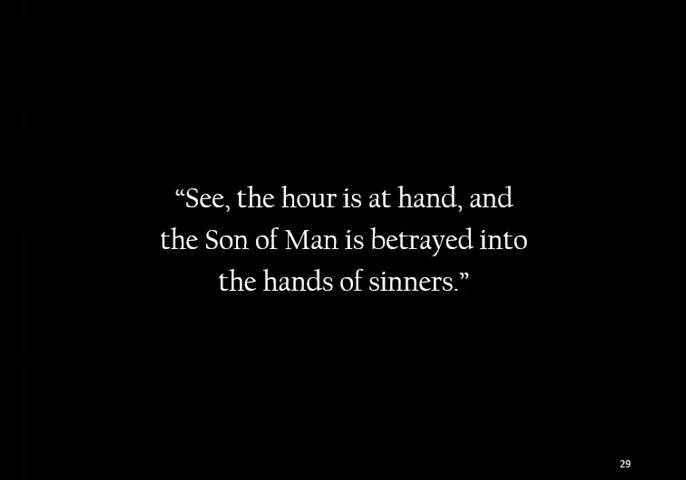 “See, the hour is at hand, and
the Son of Man is betrayed into
the hands of sinners.”
29